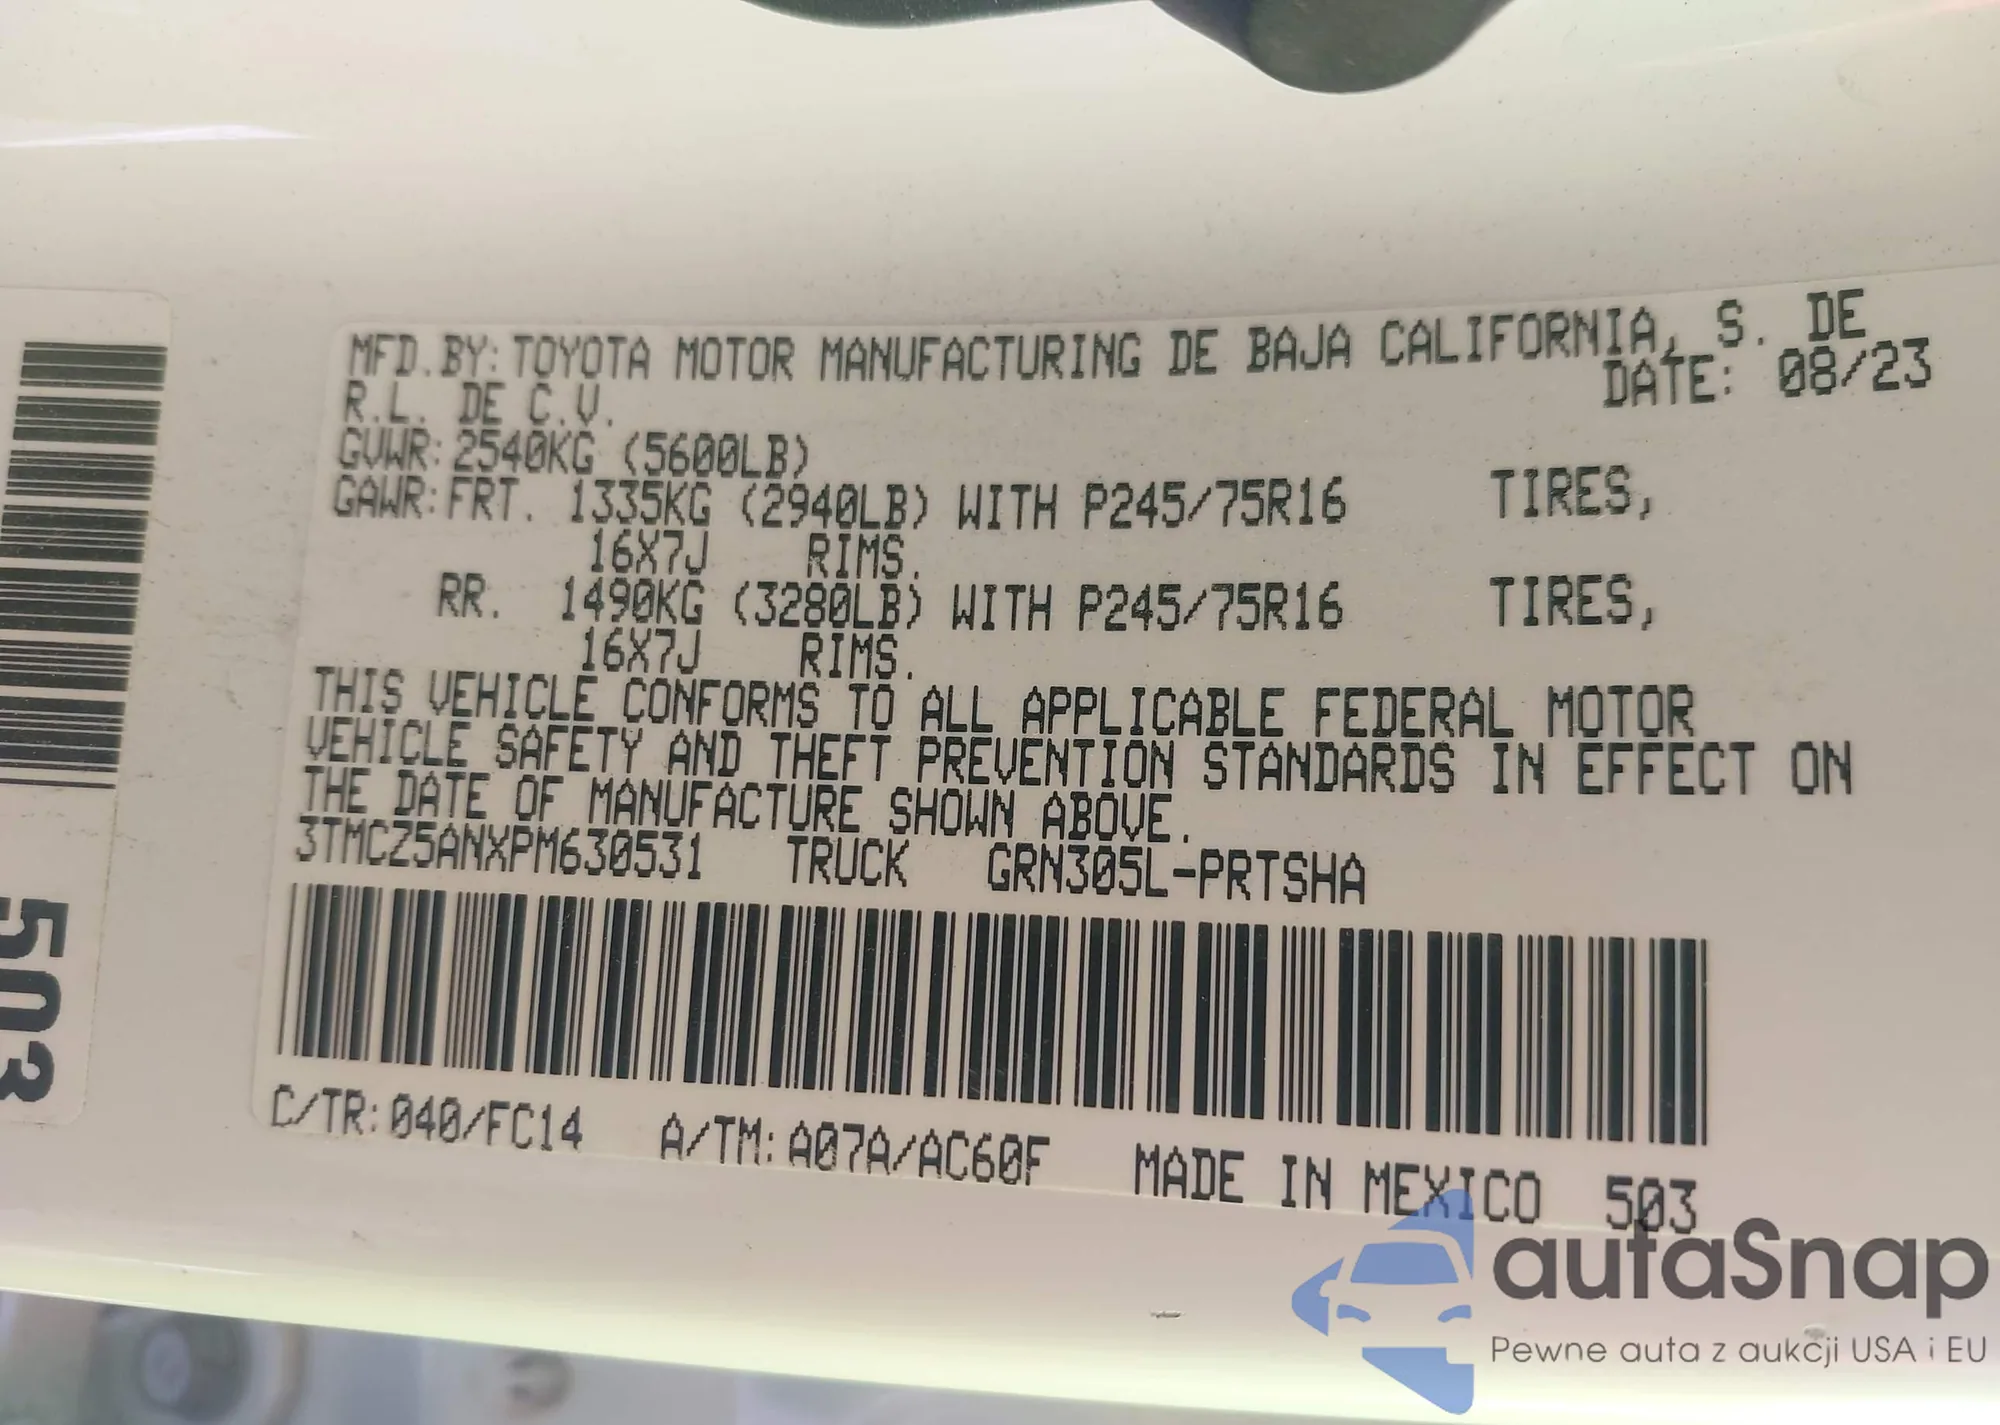 MFD.BY:TOYOTA MOTOR MANUFACTURING DE BAJA CALIFORNIA, S. DE
R.L. DE C.V. DATE: 08/23
GVWR:2540KG (5600LB)
GAWR:FRT. 1335KG (2940LB) WITH P245/75R16 TIRES,
16X7J RIMS.
RR. 1490KG (3280LB) WITH P245/75R16 TIRES,
16X7J RIMS.
THIS VEHICLE CONFORMS TO ALL APPLICABLE FEDERAL MOTOR
VEHICLE SAFETY AND THEFT PREVENTION STANDARDS IN EFFECT ON
THE DATE OF MANUFACTURE SHOWN ABOVE.
3TMCZ5ANXPM630531 TRUCK GRN305L-PRTSHA
C/TR:040/FC14 A/TM:A07A/AC60F MADE IN MEXICO 503
503
autaSnap
Pewne auta z aukcji USA i EU